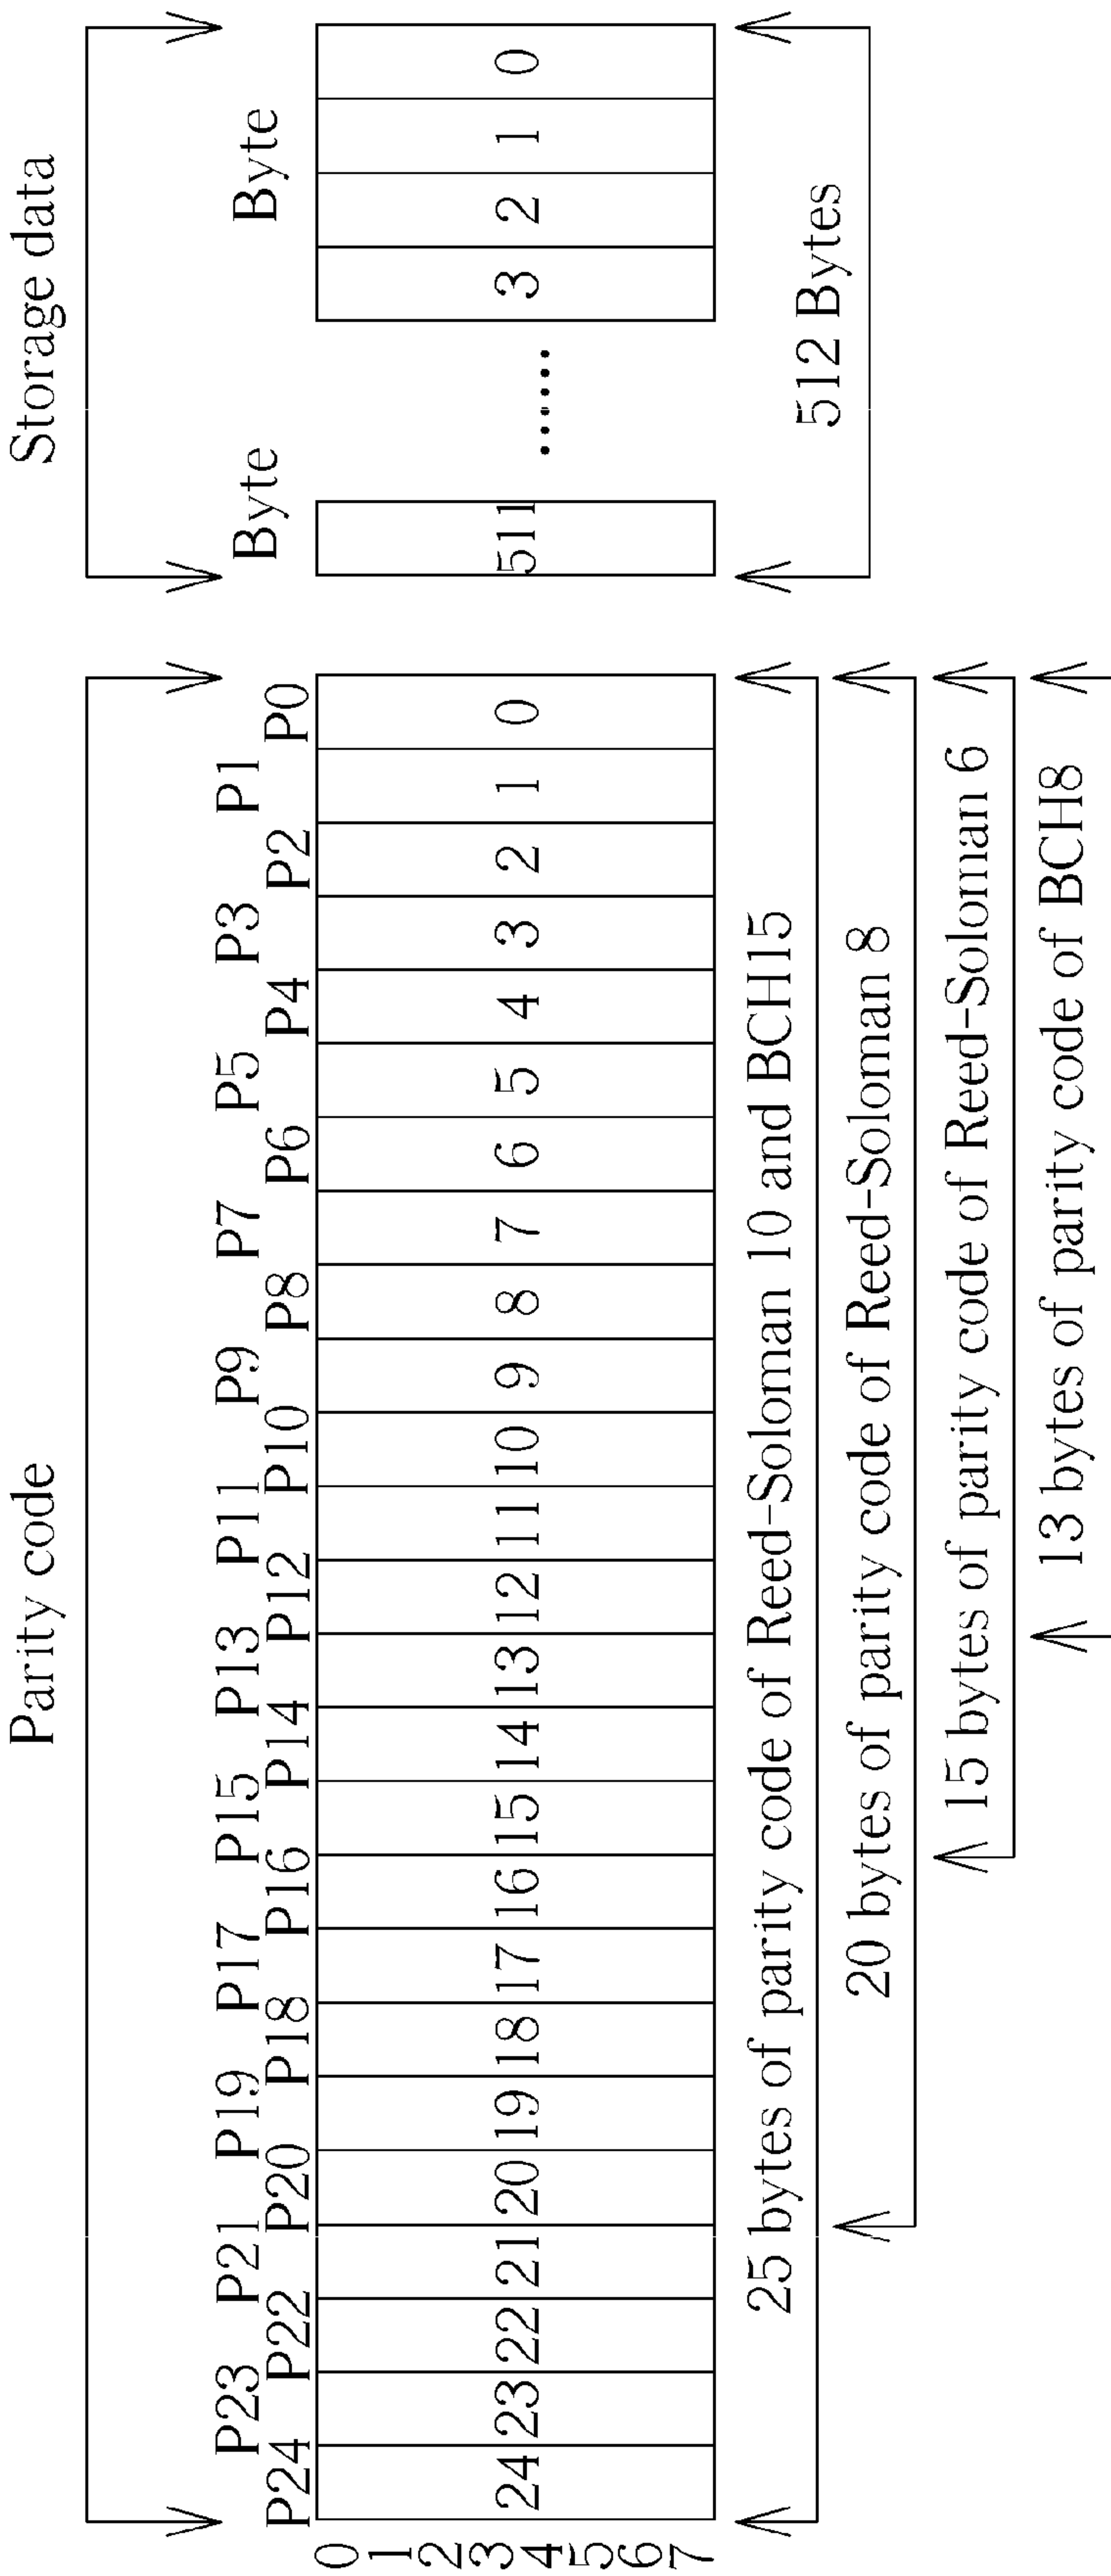 Parity code
Storage data
P23 P21 P19 P17 P15 P13 P11 P9 P7 P5 P3 P1
P24 P22 P20 P18 P16 P14 P12 P10 P8 P6 P4 P2 P0
Byte
Byte
0
1
2
3
4
5
6
7
24 23 22 21 20 19 18 17 16 15 14 13 12 11 10 9 8 7 6 5 4 3 2 1 0
511 ...... 3 2 1 0
25 bytes of parity code of Reed-Soloman 10 and BCH15
512 Bytes
20 bytes of parity code of Reed-Soloman 8
15 bytes of parity code of Reed-Soloman 6
13 bytes of parity code of BCH8